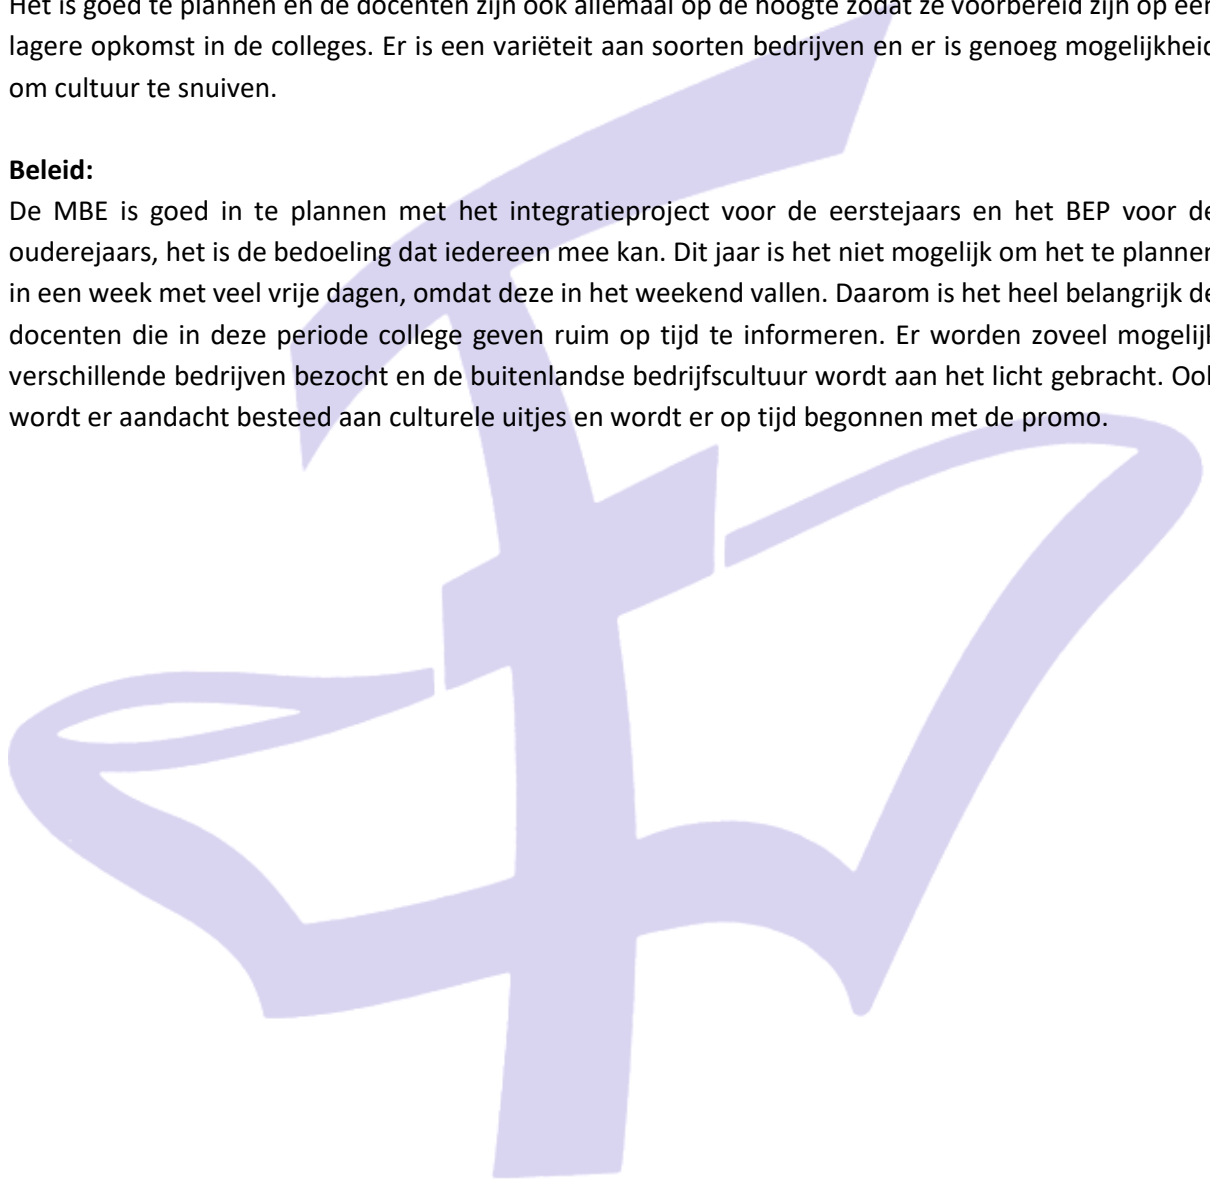 Het is goed te plannen en de docenten zijn ook allemaal op de hoogte zodat ze voorbereid zijn op een
lagere opkomst in de colleges. Er is een variëteit aan soorten bedrijven en er is genoeg mogelijkheid
om cultuur te snuiven.
Beleid:
De MBE is goed in te plannen met het integratieproject voor de eerstejaars en het BEP voor de
ouderejaars, het is de bedoeling dat iedereen mee kan. Dit jaar is het niet mogelijk om het te plannen
in een week met veel vrije dagen, omdat deze in het weekend vallen. Daarom is het heel belangrijk de
docenten die in deze periode college geven ruim op tijd te informeren. Er worden zoveel mogelijk
verschillende bedrijven bezocht en de buitenlandse bedrijfscultuur wordt aan het licht gebracht. Ook
wordt er aandacht besteed aan culturele uitjes en wordt er op tijd begonnen met de promo.